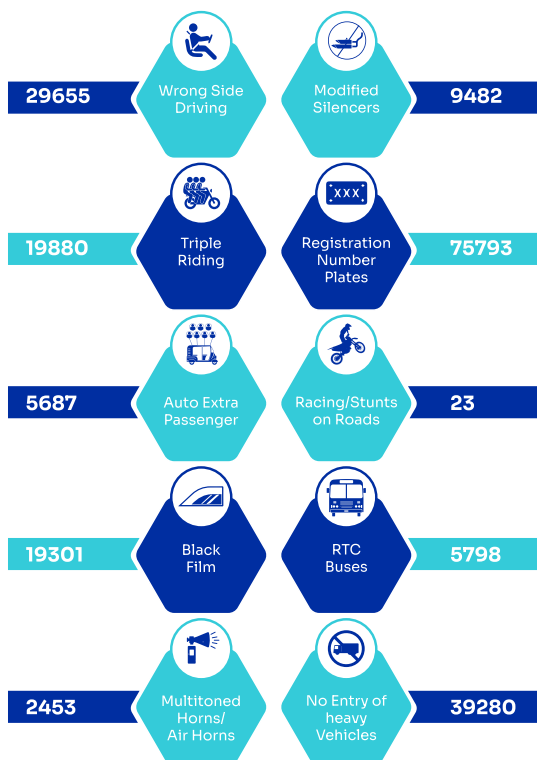 29655
Wrong Side
Driving
Modified
Silencers
9482
19880
Triple
Riding
XXX
Registration
Number
Plates
75793
5687
Auto Extra
Passenger
Racing/Stunts
on Roads
23
19301
Black
Film
RTC
Buses
5798
2453
Multitoned
Horns/
Air Horns
No Entry of
heavy
Vehicles
39280